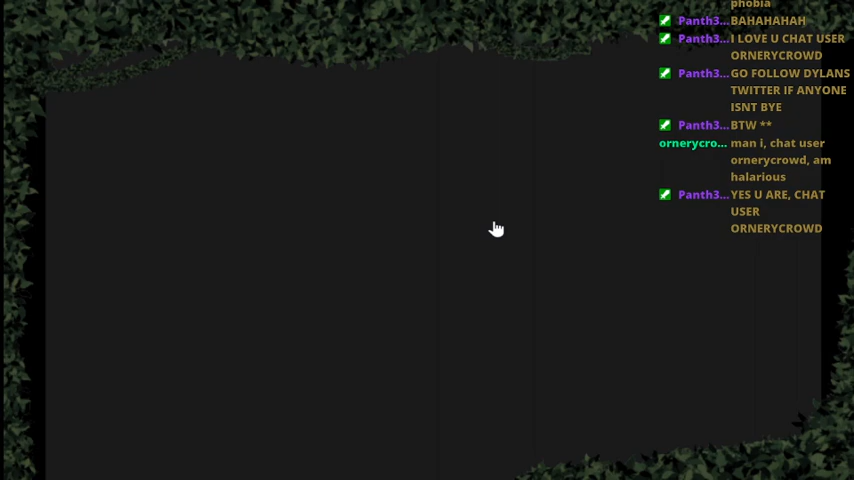 phobia
Panth3... BAHAHAHAH
Panth3... I LOVE U CHAT USER
ORNERYCROWD
Panth3... GO FOLLOW DYLANS
TWITTER IF ANYONE
ISNT BYE
Panth3... BTW **
ornerycro... man i, chat user
ornerycrowd, am
halarious
Panth3... YES U ARE, CHAT
USER
ORNERYCROWD